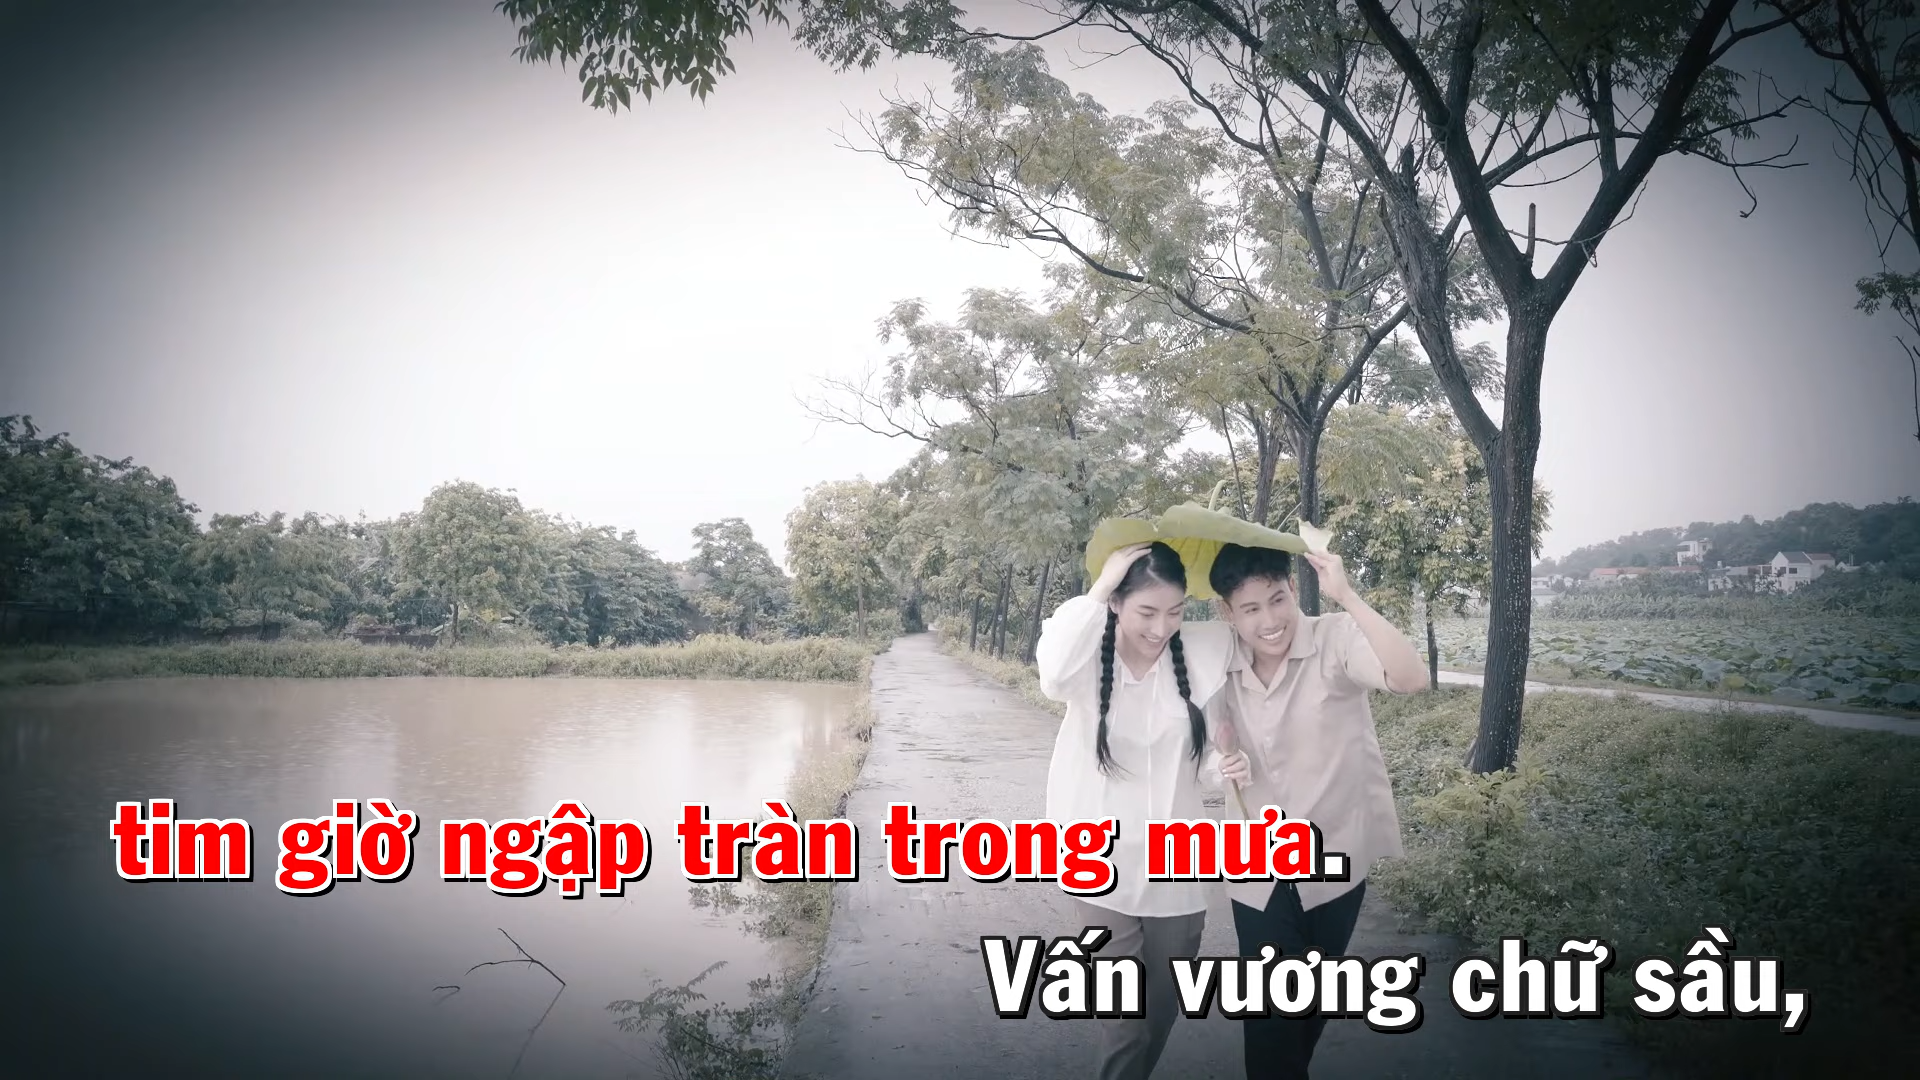 tim giờ ngập tràn trong mưa.
Vấn vương chữ sầu,